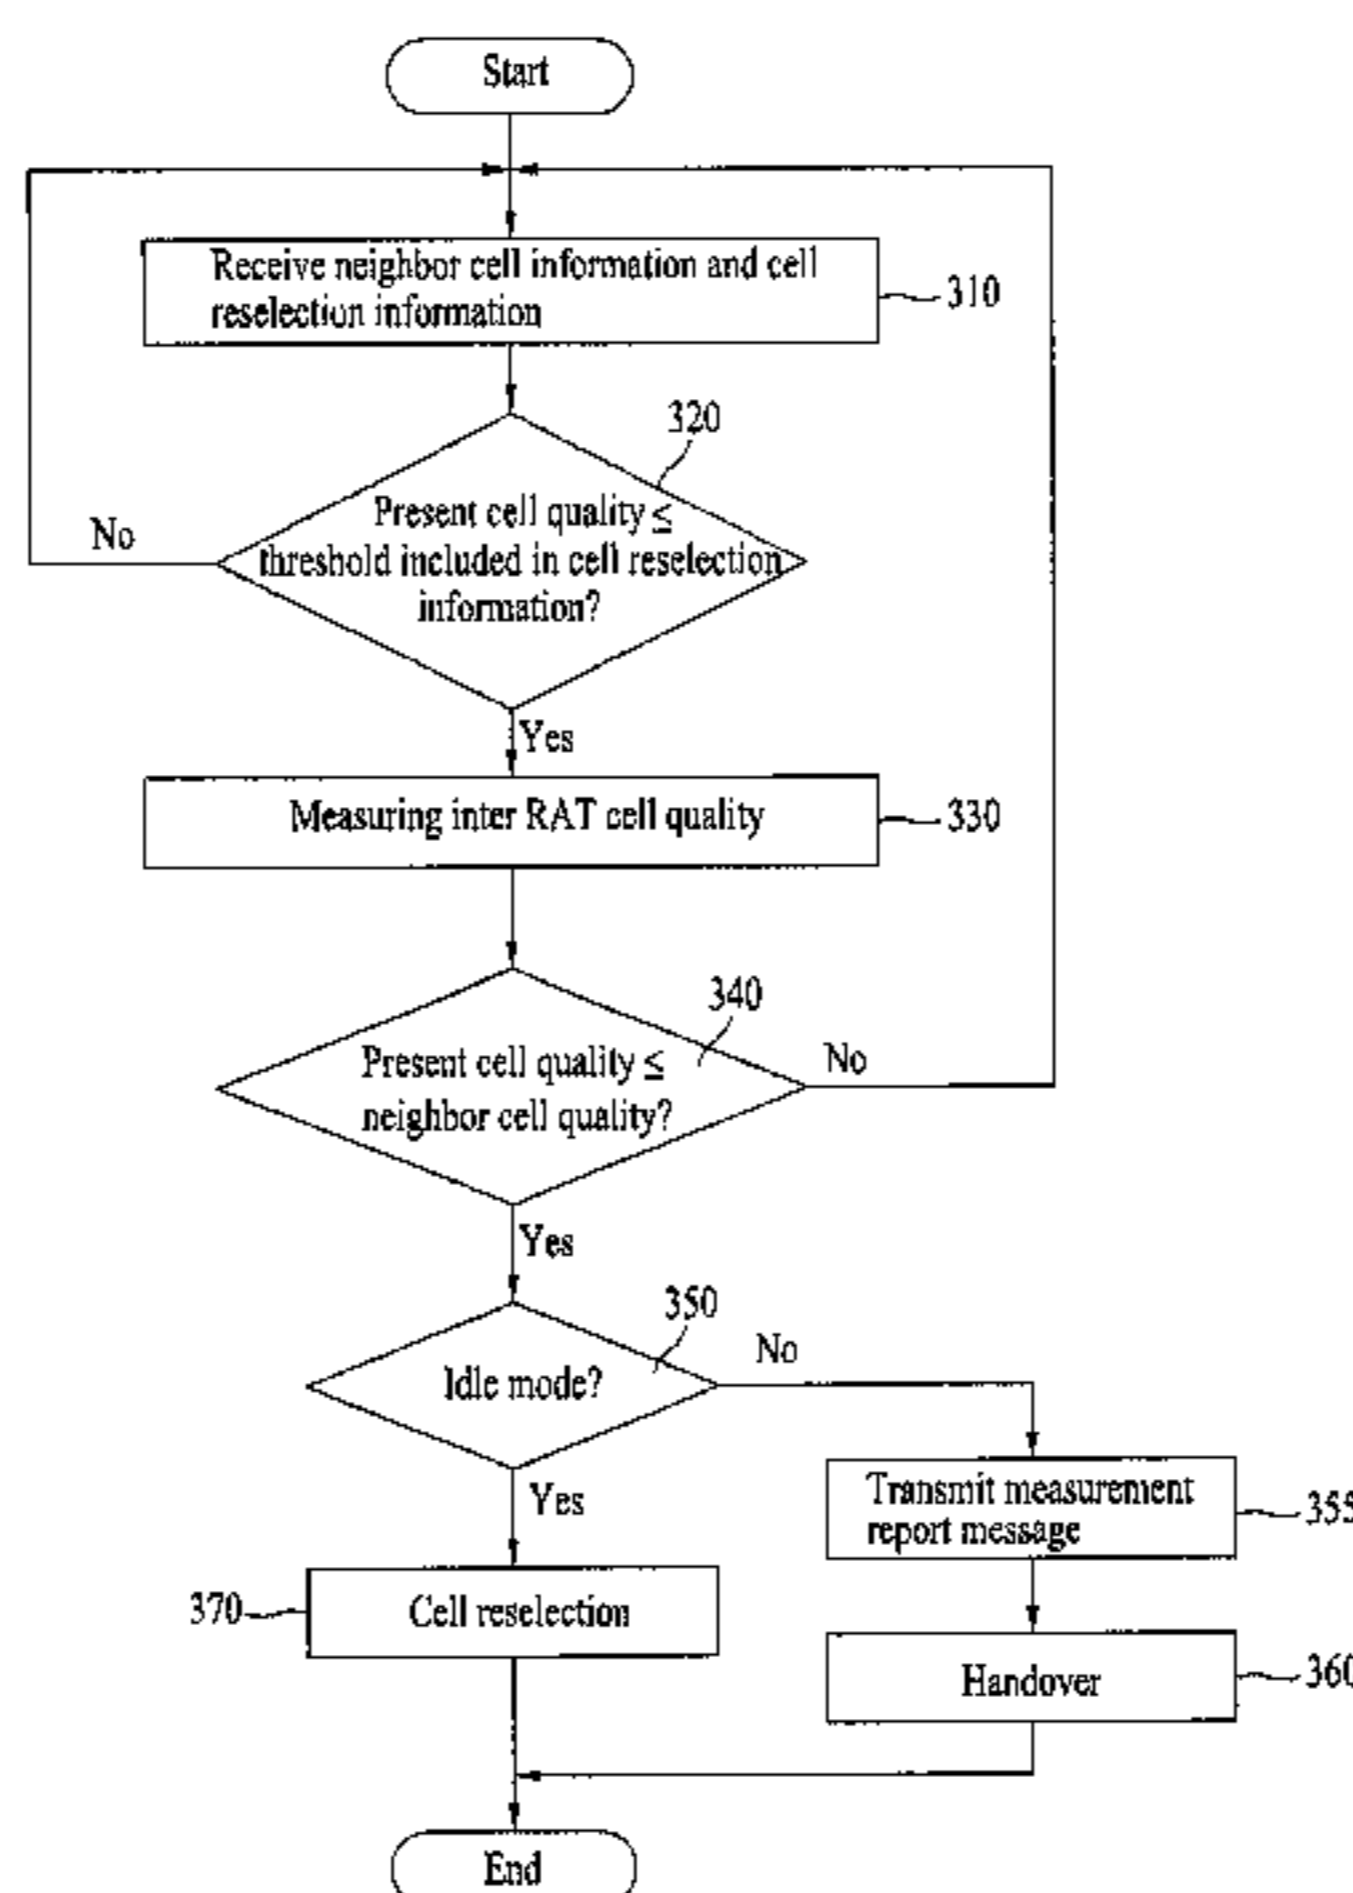 Start
Receive neighbor cell information and cell
reselection information
310
320
Present cell quality ≤
threshold included in cell reselection
information?
No
Yes
Measuring inter RAT cell quality
330
340
Present cell quality ≤
neighbor cell quality?
No
Yes
350
Idle mode?
No
Yes
Transmit measurement
report message
355
370
Cell reselection
Handover
360
End